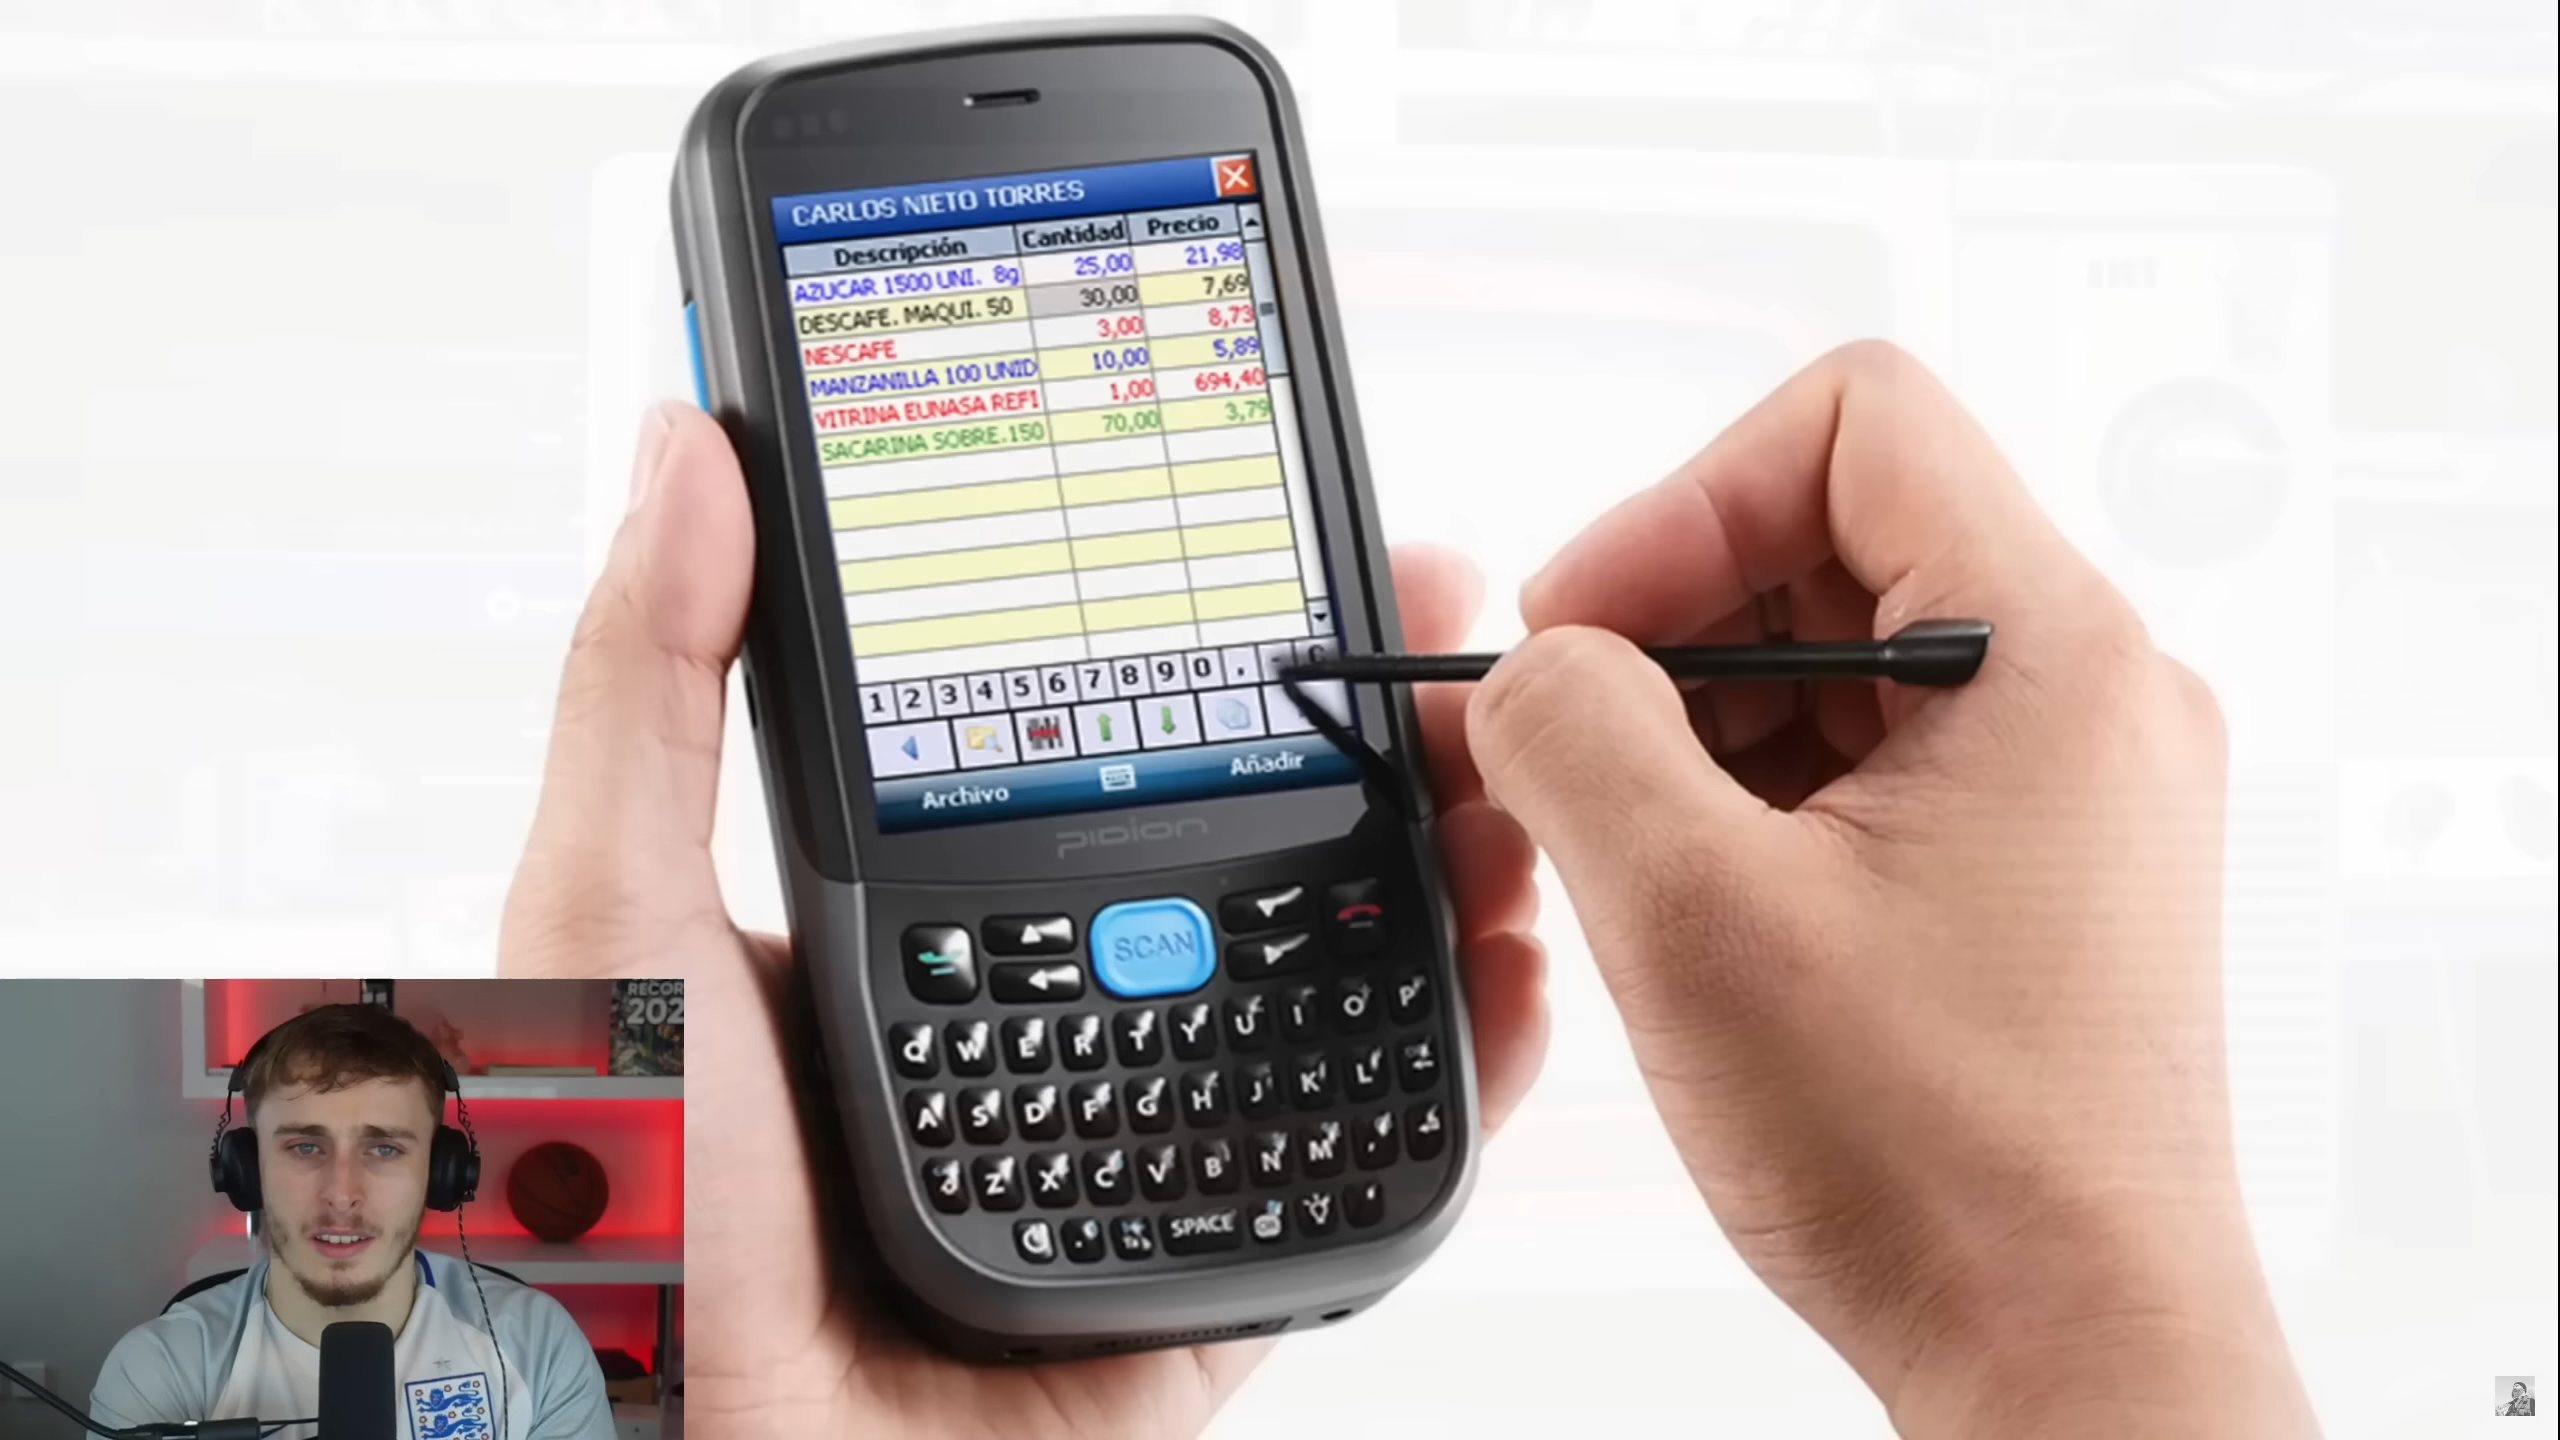 CARLOS NIETO TORRES
Descripción Cantidad Precio
AZUCAR 1500 UNI. 8g 25,00 21,98
DESCAFE. MAQUI. 50 30,00 7,69
NESCAFE 3,00 8,73
MANZANILLA 100 UNID 10,00 5,89
VITRINA EUNASA REFI 1,00 694,40
SACARINA SOBRE.150 70,00 3,79
1 2 3 4 5 6 7 8 9 0 . - C
Archivo Añadir
PIDION
SCAN
Q W E R T Y U I O P
A S D F G H J K L
Z X C V B N M
SPACE
RECOR
202